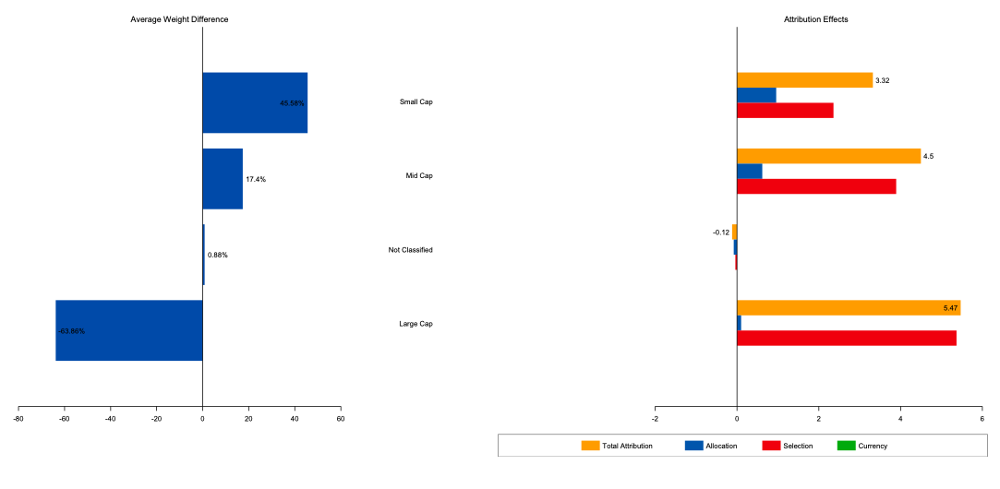 Average Weight Difference
Attribution Effects
45.58%
Small Cap
3.32
17.4%
Mid Cap
4.5
0.88%
Not Classified
-0.12
-63.86%
Large Cap
5.47
-80 -60 -40 -20 0 20 40 60
-2 0 2 4 6
Total Attribution Allocation Selection Currency